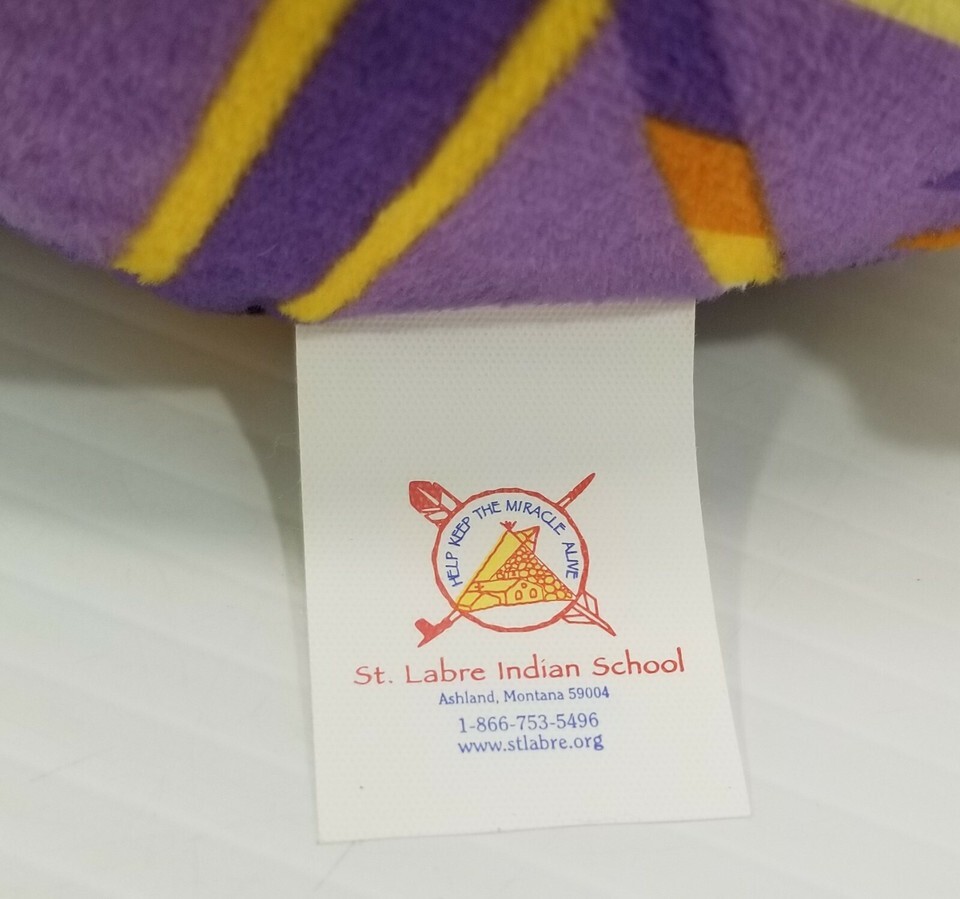 HELP KEEP THE MIRACLE ALIVE
St. Labre Indian School
Ashland, Montana 59004
1-866-753-5496
www.stlabre.org